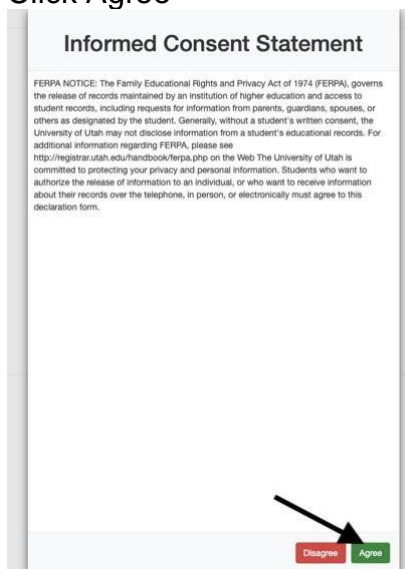 Click Agree
Informed Consent Statement
FERPA NOTICE: The Family Educational Rights and Privacy Act of 1974 (FERPA), governs
the release of records maintained by an institution of higher education and access to
student records, including requests for information from parents, guardians, spouses, or
others as designated by the student. Generally, without a student's written consent, the
University of Utah may not disclose information from a student's educational records. For
additional information regarding FERPA, please see
http://registrar.utah.edu/handbook/ferpa.php on the Web The University of Utah is
committed to protecting your privacy and personal information. Students who want to
authorize the release of information to an individual, or who want to receive information
about their records over the telephone, in person, or electronically must agree to this
declaration form.
Disagree Agree